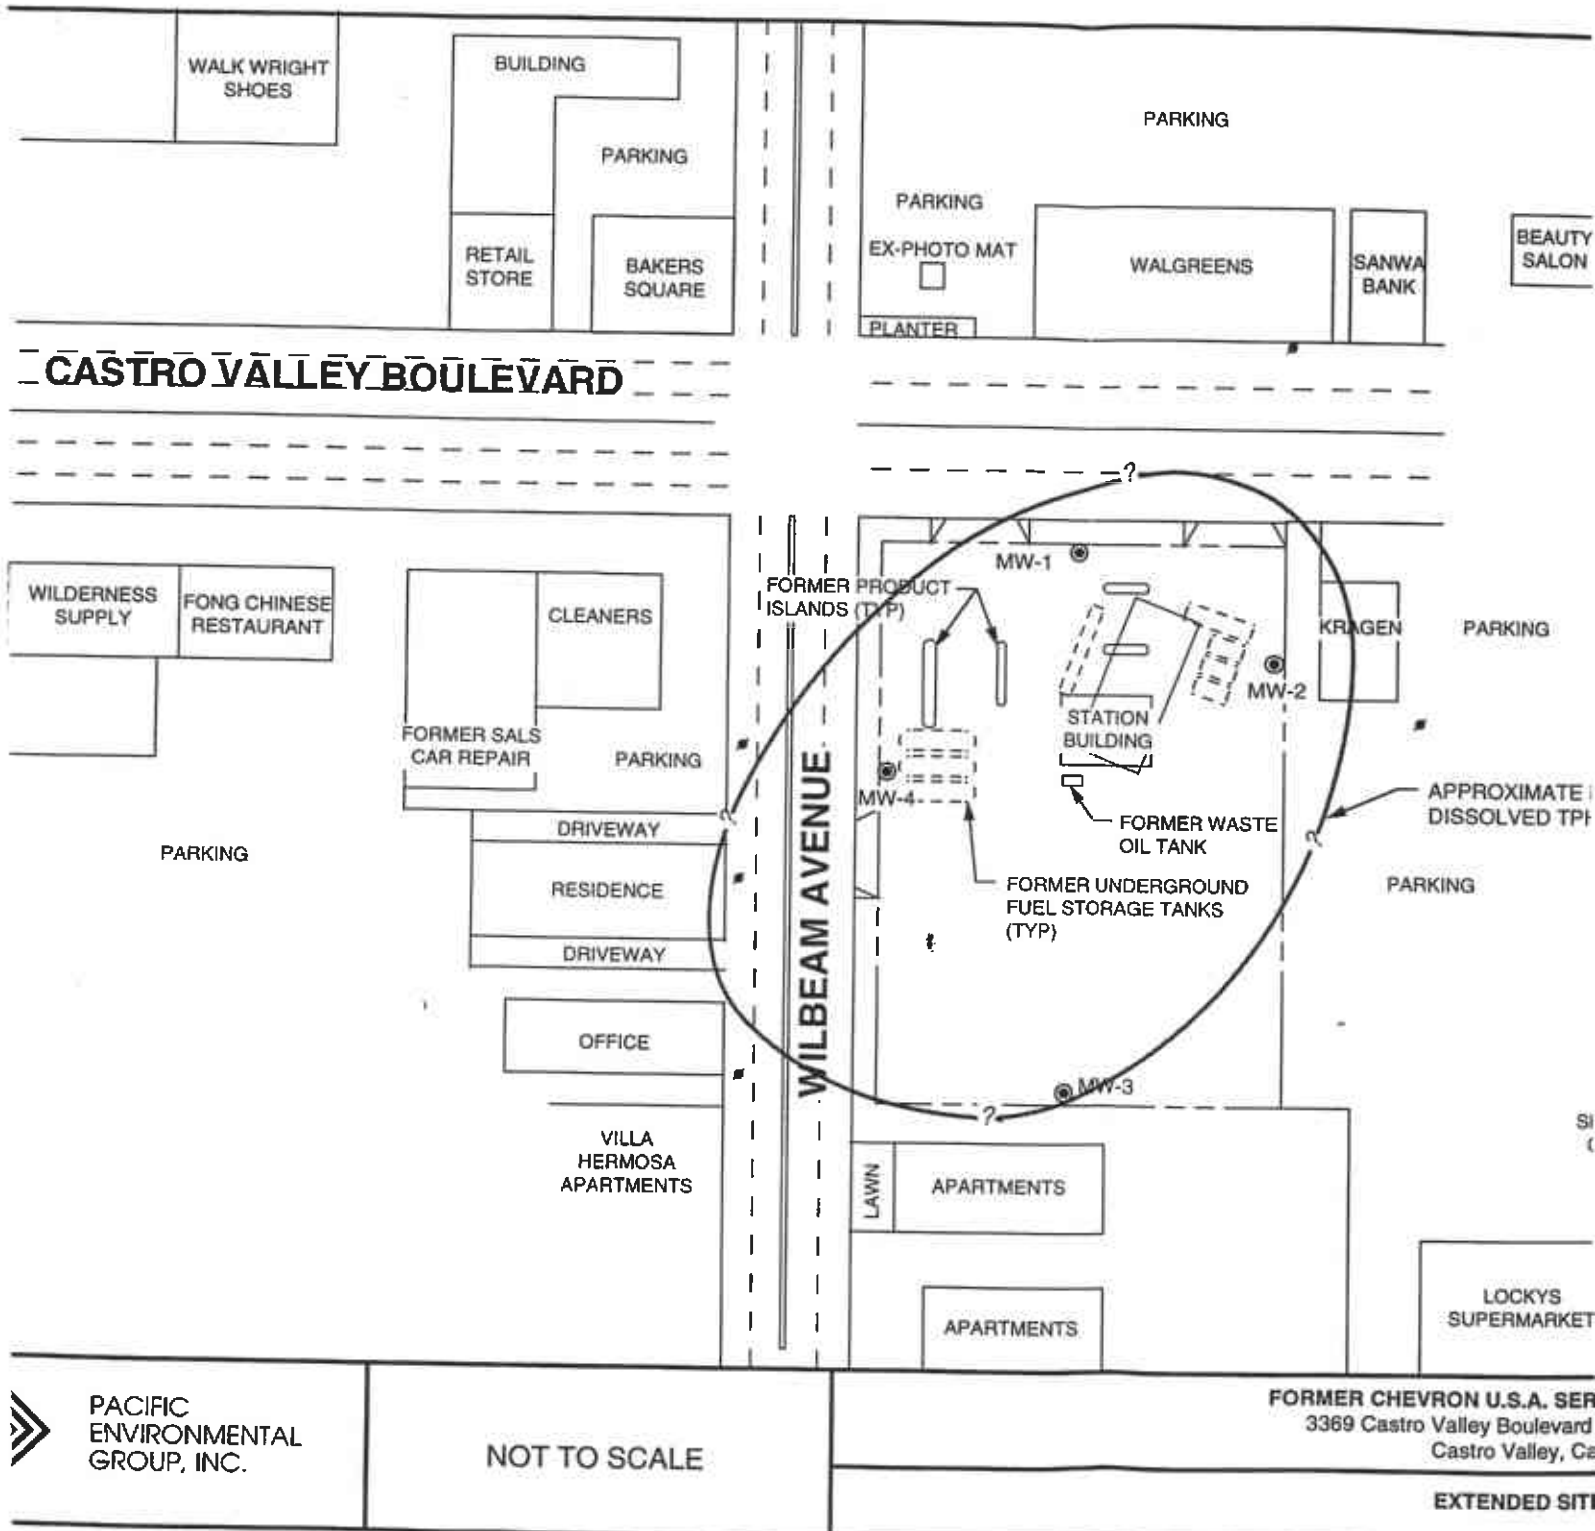 WALK WRIGHT
SHOES
BUILDING
PARKING
PARKING
PARKING
RETAIL
STORE
BAKERS
SQUARE
EX-PHOTO MAT
PLANTER
WALGREENS
SANWA
BANK
BEAUTY
SALON
CASTRO VALLEY BOULEVARD
?
WILDERNESS
SUPPLY
FONG CHINESE
RESTAURANT
CLEANERS
FORMER SALS
CAR REPAIR
PARKING
PARKING
DRIVEWAY
RESIDENCE
DRIVEWAY
OFFICE
VILLA
HERMOSA
APARTMENTS
?
WILBEAM AVENUE
FORMER PRODUCT
ISLANDS (TYP)
MW-1
MW-2
KRAGEN
PARKING
STATION
BUILDING
MW-4
FORMER WASTE
OIL TANK
FORMER UNDERGROUND
FUEL STORAGE TANKS
(TYP)
APPROXIMATE
DISSOLVED TPH
?
PARKING
MW-3
?
LAWN
APARTMENTS
APARTMENTS
SI
LOCKYS
SUPERMARKET
PACIFIC
ENVIRONMENTAL
GROUP, INC.
NOT TO SCALE
FORMER CHEVRON U.S.A. SER
3369 Castro Valley Boulevard
Castro Valley, Ca
EXTENDED SIT